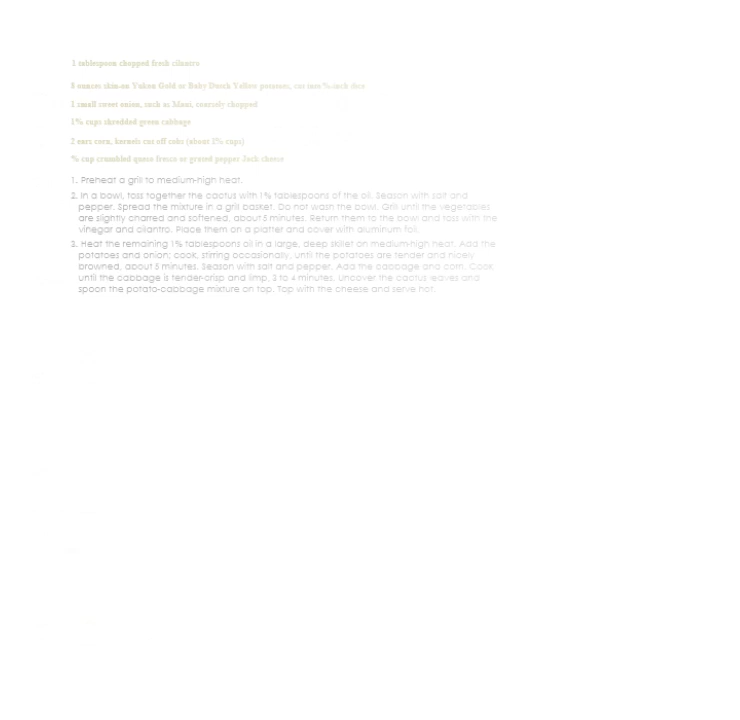 1 tablespoon chopped fresh cilantro
8 ounces skin-on Yukon Gold or Baby Dutch Yellow potatoes, cut into %-inch dice
1 small sweet onion, such as Maui, coarsely chopped
1% cups shredded green cabbage
2 ears corn, kernels cut off cobs (about 2% cups)
% cup crumbled queso fresco or grated pepper Jack cheese
1. Preheat a grill to medium-high heat.
2. In a bowl, toss together the cactus with 1% tablespoons of the oil. Season with salt and
pepper. Spread the mixture in a grill basket. Do not wash the bowl. Grill until the vegetables
are slightly charred and softened, about 5 minutes. Return them to the bowl and toss with the
vinegar and cilantro. Place them on a platter and cover with aluminum foil.
3. Heat the remaining 1% tablespoons oil in a large, deep skillet on medium-high heat. Add the
potatoes and onion; cook, stirring occasionally, until the potatoes are tender and nicely
browned, about 5 minutes. Season with salt and pepper. Add the cabbage and corn. Cook
until the cabbage is tender-crisp and limp, 3 to 4 minutes. Uncover the cactus leaves and
spoon the potato-cabbage mixture on top. Top with the cheese and serve hot.